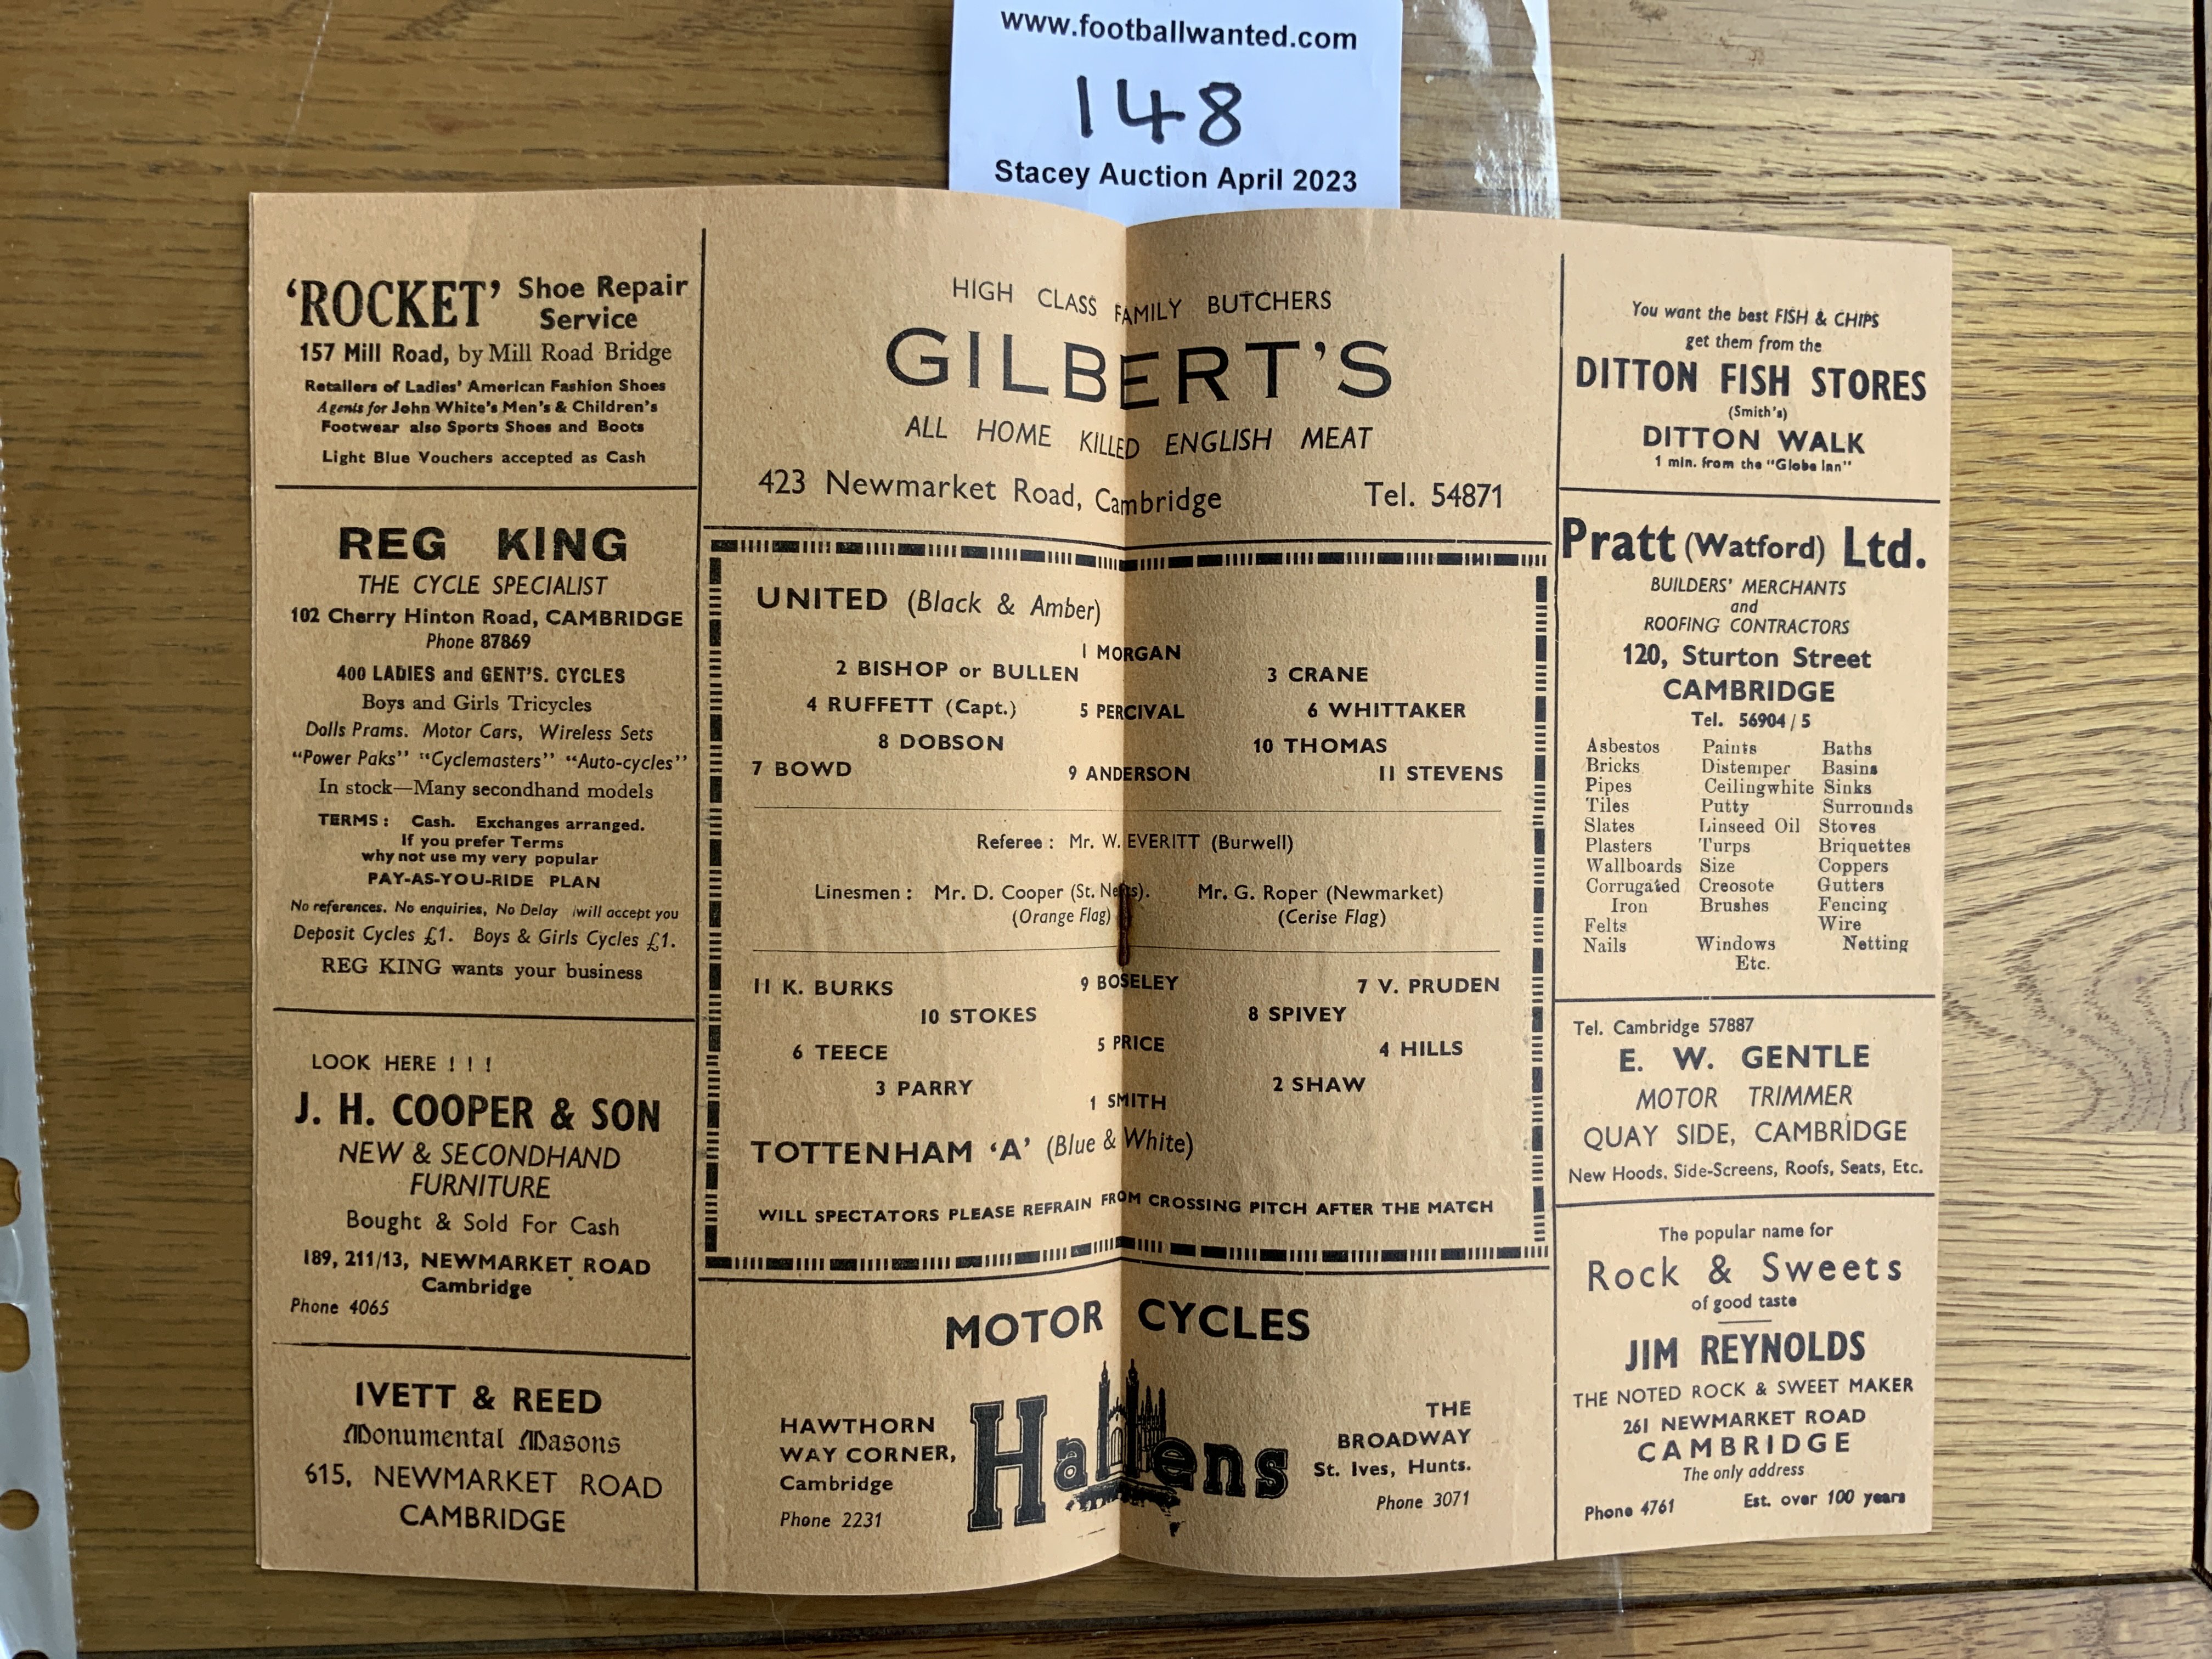 www.footballwanted.com
148
Stacey Auction April 2023
'ROCKET' Shoe Repair Service
157 Mill Road, by Mill Road Bridge
Retailers of Ladies' American Fashion Shoes
Agents for John White's Men's & Children's
Footwear also Sports Shoes and Boots
Light Blue Vouchers accepted as Cash
REG KING
THE CYCLE SPECIALIST
102 Cherry Hinton Road, CAMBRIDGE
Phone 87869
400 LADIES and GENT'S. CYCLES
Boys and Girls Tricycles
Dolls Prams. Motor Cars, Wireless Sets
"Power Paks" "Cyclemasters" "Auto-cycles"
In stock—Many secondhand models
TERMS: Cash. Exchanges arranged.
If you prefer Terms
why not use my very popular
PAY-AS-YOU-RIDE PLAN
No references. No enquiries, No Delay will accept you
Deposit Cycles £1. Boys & Girls Cycles £1.
REG KING wants your business
LOOK HERE ! ! !
J. H. COOPER & SON
NEW & SECONDHAND
FURNITURE
Bought & Sold For Cash
189, 211/13, NEWMARKET ROAD
Cambridge
Phone 4065
IVETT & REED
Monumental Masons
615, NEWMARKET ROAD
CAMBRIDGE
HIGH CLASS FAMILY BUTCHERS
GILBERT'S
ALL HOME KILLED ENGLISH MEAT
423 Newmarket Road, Cambridge Tel. 54871
UNITED (Black & Amber)
1 MORGAN
2 BISHOP or BULLEN 3 CRANE
4 RUFFETT (Capt.) 5 PERCIVAL 6 WHITTAKER
8 DOBSON 10 THOMAS
7 BOWD 9 ANDERSON 11 STEVENS
Referee : Mr. W. EVERITT (Burwell)
Linesmen : Mr. D. Cooper (St. Neots). Mr. G. Roper (Newmarket)
(Orange Flag) (Cerise Flag)
11 K. BURKS 9 BOSELEY 7 V. PRUDEN
10 STOKES 8 SPIVEY
6 TEECE 5 PRICE 4 HILLS
3 PARRY 2 SHAW
1 SMITH
TOTTENHAM 'A' (Blue & White)
WILL SPECTATORS PLEASE REFRAIN FROM CROSSING PITCH AFTER THE MATCH
MOTOR CYCLES
HAWTHORN
WAY CORNER,
Cambridge
Phone 2231
Hallens
THE
BROADWAY
St. Ives, Hunts.
Phone 3071
You want the best FISH & CHIPS
get them from the
DITTON FISH STORES
(Smith's)
DITTON WALK
1 min. from the "Globe Inn"
Pratt (Watford) Ltd.
BUILDERS' MERCHANTS
and
ROOFING CONTRACTORS
120, Sturton Street
CAMBRIDGE
Tel. 56904/5
Asbestos Paints Baths
Bricks Distemper Basins
Pipes Ceilingwhite Sinks
Tiles Putty Surrounds
Slates Linseed Oil Stoves
Plasters Turps Briquettes
Wallboards Size Coppers
Corrugated Creosote Gutters
Iron Brushes Fencing
Felts Wire
Nails Windows Netting
Etc.
Tel. Cambridge 57887
E. W. GENTLE
MOTOR TRIMMER
QUAY SIDE, CAMBRIDGE
New Hoods, Side-Screens, Roofs, Seats, Etc.
The popular name for
Rock & Sweets
of good taste
JIM REYNOLDS
THE NOTED ROCK & SWEET MAKER
261 NEWMARKET ROAD
CAMBRIDGE
The only address
Phone 4761 Est. over 100 years